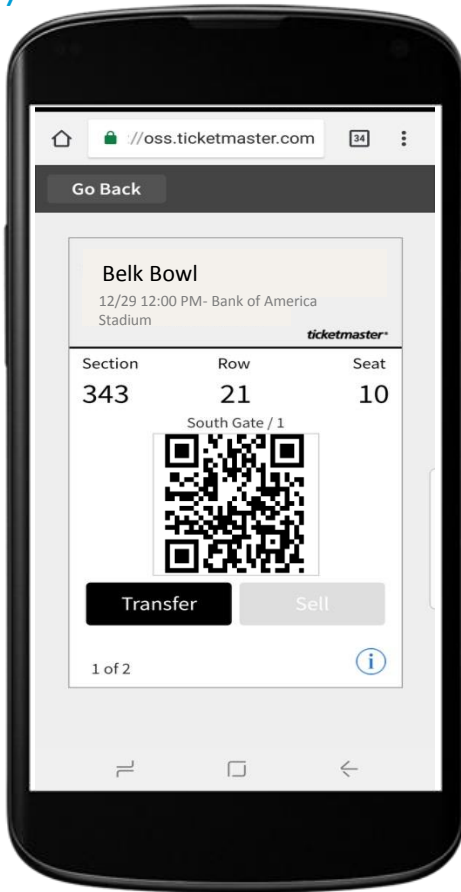 ://oss.ticketmaster.com
34
Go Back
Belk Bowl
12/29 12:00 PM- Bank of America
Stadium
ticketmaster
Section Row Seat
343 21 10
South Gate / 1
Transfer Sell
1 of 2
i